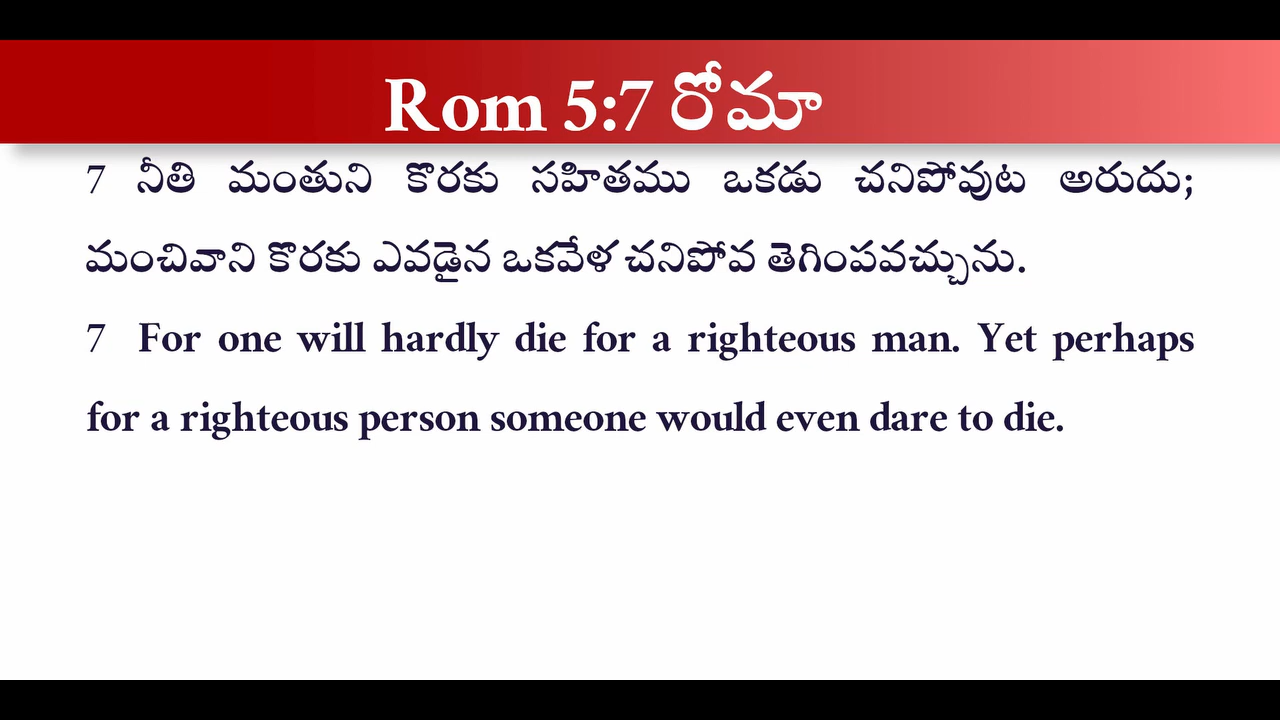 Rom 5:7 రోమా
7 నీతి మంతుని కొరకు సహితము ఒకడు చనిపోవుట అరుదు;
మంచివాని కొరకు ఎవడైన ఒకవేళ చనిపోవ తెగింపవచ్చును.
7 For one will hardly die for a righteous man. Yet perhaps
for a righteous person someone would even dare to die.